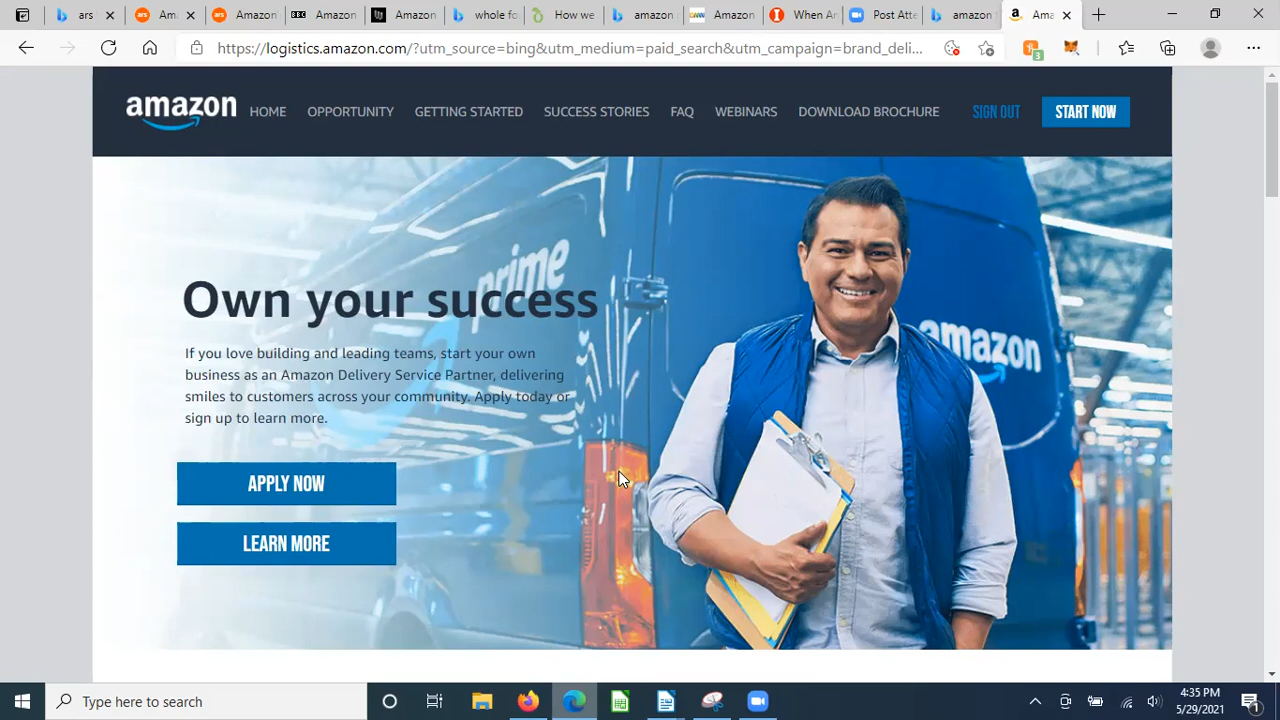 ars
Am
Ama
Amazon
Amazon
whole fo
How we
amazon
Amazon
When An
Post Atte
amazon
Ama
https://logistics.amazon.com/?utm_source=bing&utm_medium=paid_search&utm_campaign=brand_deli...
3
amazon HOME OPPORTUNITY GETTING STARTED SUCCESS STORIES FAQ WEBINARS DOWNLOAD BROCHURE SIGN OUT START NOW
prime
amazon
Own your success
If you love building and leading teams, start your own
business as an Amazon Delivery Service Partner, delivering
smiles to customers across your community. Apply today or
sign up to learn more.
APPLY NOW
LEARN MORE
Type here to search
4:35 PM
5/29/2021
1